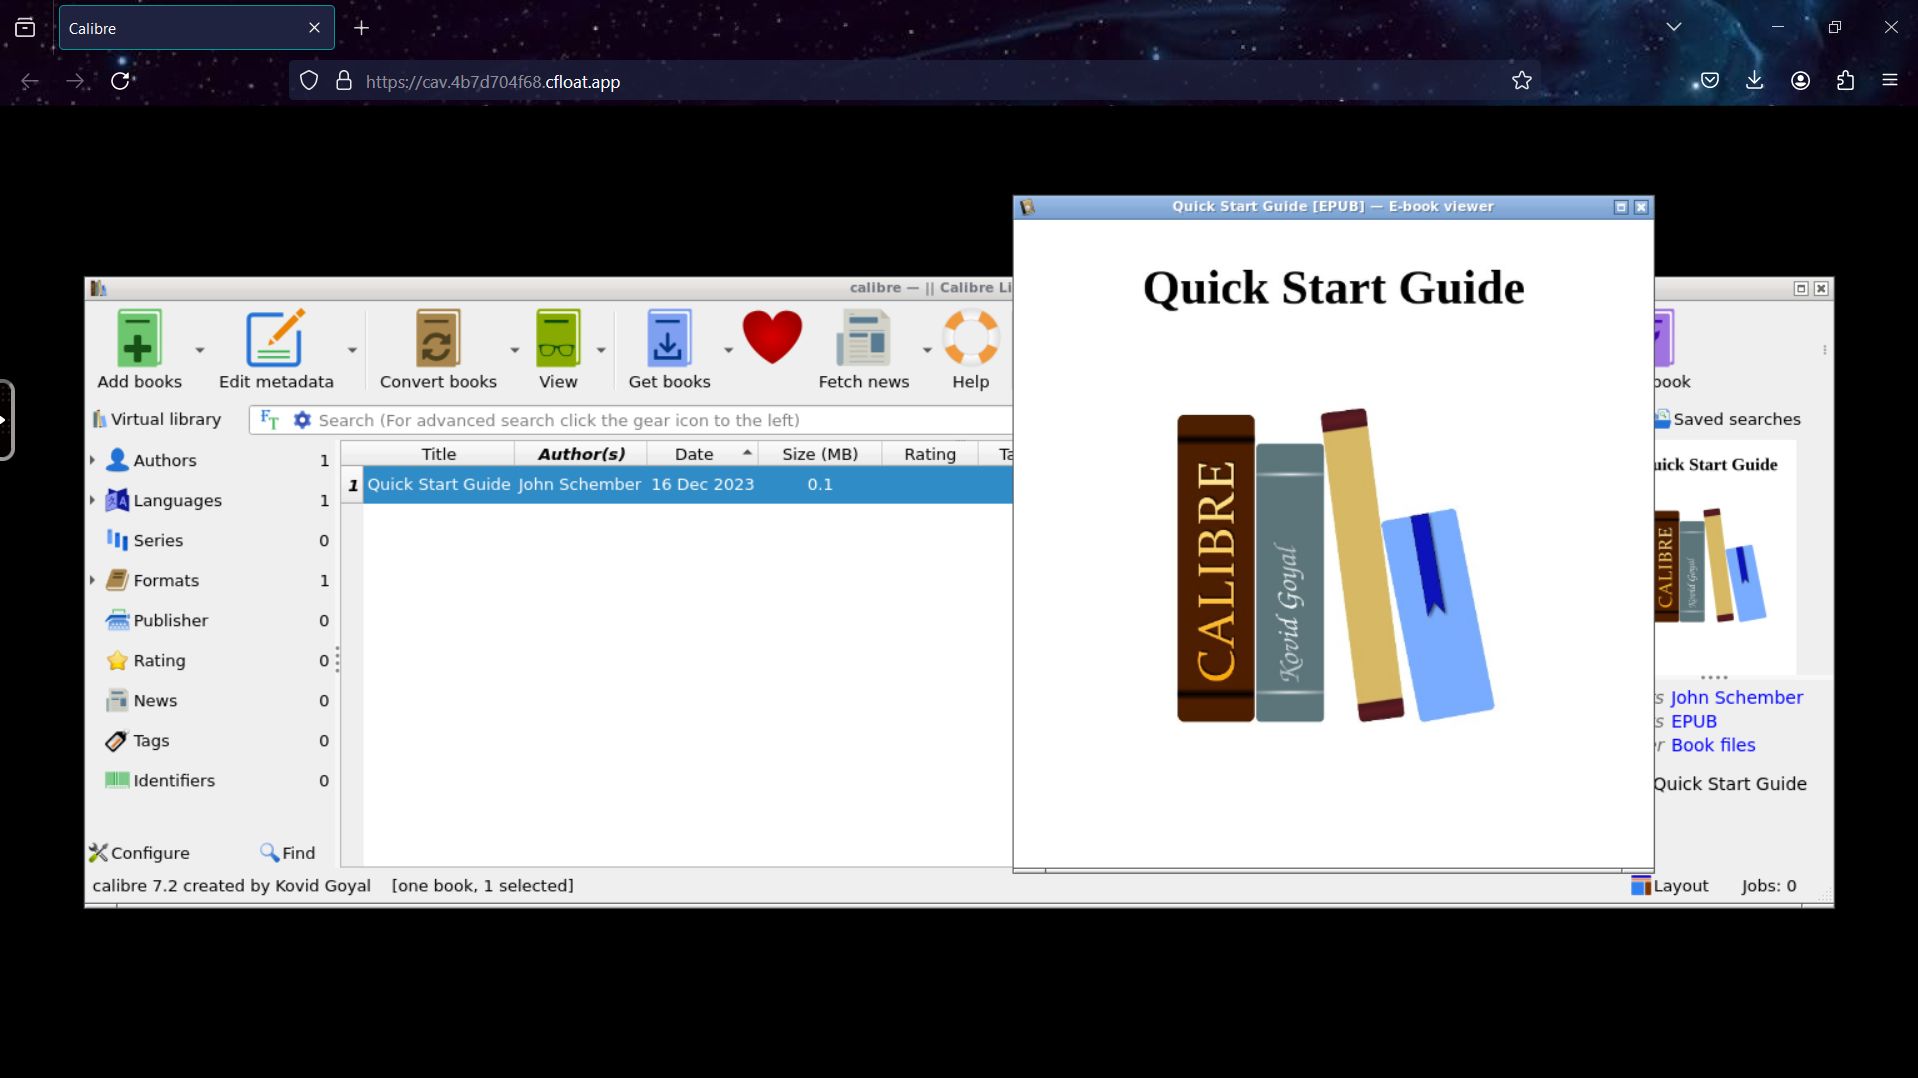 Calibre
https://cav.4b7d704f68.cfloat.app
Quick Start Guide [EPUB] — E-book viewer
Quick Start Guide
CALIBRE
Kovid Goyal
calibre — || Calibre Li
Add books
Edit metadata
Convert books
View
Get books
Fetch news
Help
book
Virtual library
FT
Search (For advanced search click the gear icon to the left)
Saved searches
Authors 1
Languages 1
Series 0
Formats 1
Publisher 0
Rating 0
News 0
Tags 0
Identifiers 0
Configure Find
Title Author(s) Date Size (MB) Rating Ta
1 Quick Start Guide John Schember 16 Dec 2023 0.1
uick Start Guide
CALIBRE
Kovid Goyal
s John Schember
s EPUB
r Book files
Quick Start Guide
calibre 7.2 created by Kovid Goyal [one book, 1 selected]
Layout Jobs: 0